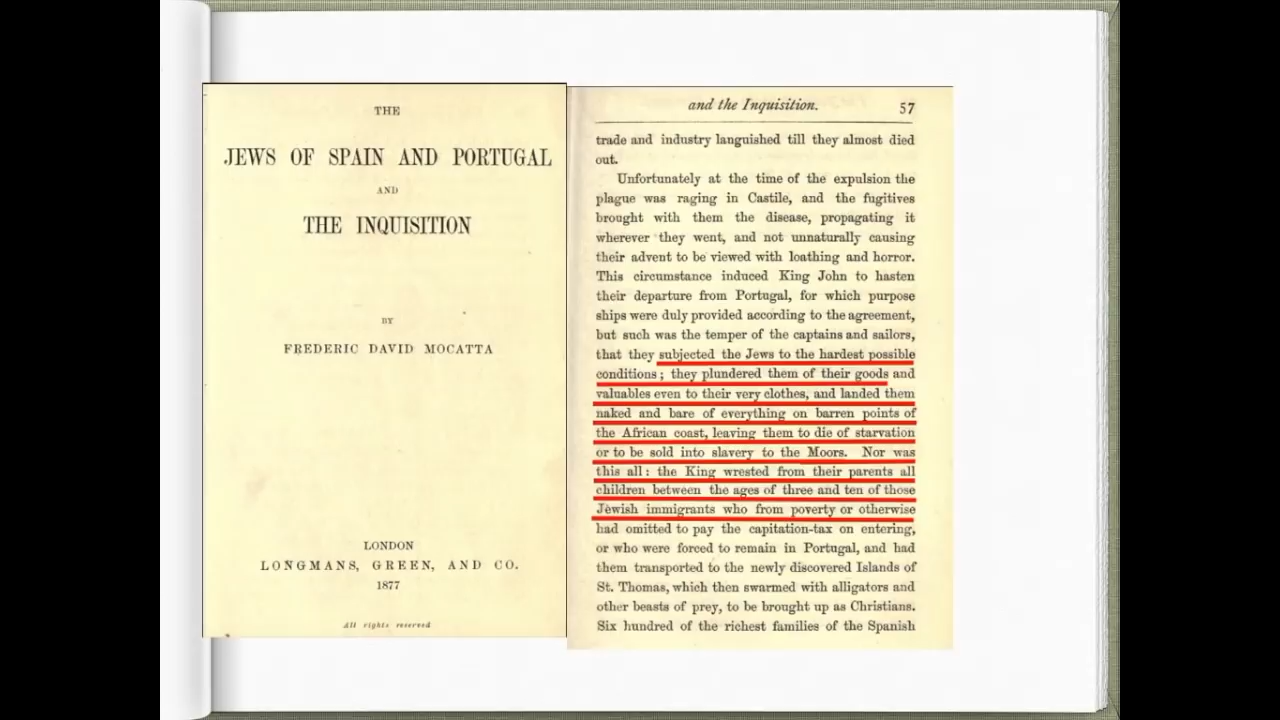 THE
JEWS OF SPAIN AND PORTUGAL
AND
THE INQUISITION
BY
FREDERIC DAVID MOCATTA
LONDON
LONGMANS, GREEN, AND CO.
1877
All rights reserved
and the Inquisition. 57
trade and industry languished till they almost died
out.
Unfortunately at the time of the expulsion the
plague was raging in Castile, and the fugitives
brought with them the disease, propagating it
wherever they went, and not unnaturally causing
their advent to be viewed with loathing and horror.
This circumstance induced King John to hasten
their departure from Portugal, for which purpose
ships were duly provided according to the agreement,
but such was the temper of the captains and sailors,
that they subjected the Jews to the hardest possible
conditions; they plundered them of their goods and
valuables even to their very clothes, and landed them
naked and bare of everything on barren points of
the African coast, leaving them to die of starvation
or to be sold into slavery to the Moors. Nor was
this all: the King wrested from their parents all
children between the ages of three and ten of those
Jewish immigrants who from poverty or otherwise
had omitted to pay the capitation-tax on entering,
or who were forced to remain in Portugal, and had
them transported to the newly discovered Islands of
St. Thomas, which then swarmed with alligators and
other beasts of prey, to be brought up as Christians.
Six hundred of the richest families of the Spanish